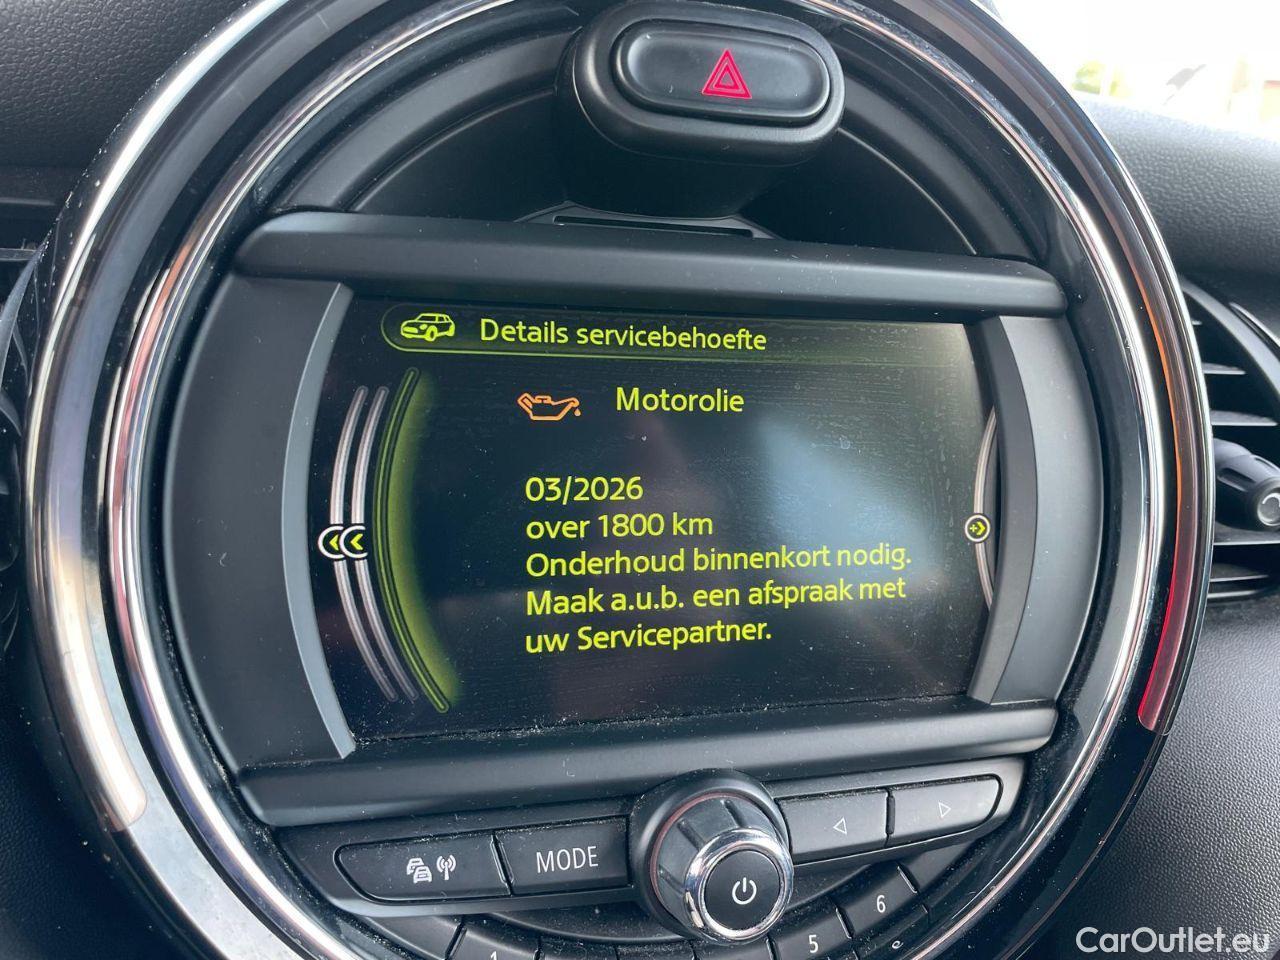 Details servicebehoefte
Motorolie
03/2026
over 1800 km
Onderhoud binnenkort nodig.
Maak a.u.b. een afspraak met
uw Servicepartner.
MODE
1
5
6
CarOutlet.eu